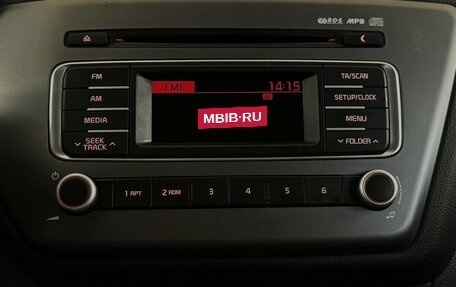 RDS MP3
FM
AM
MEDIA
SEEK
TRACK
FM1
14:15
MBIB.RU
TA/SCAN
SETUP/CLOCK
MENU
FOLDER
1 RPT
2 RDM
3
4
5
6